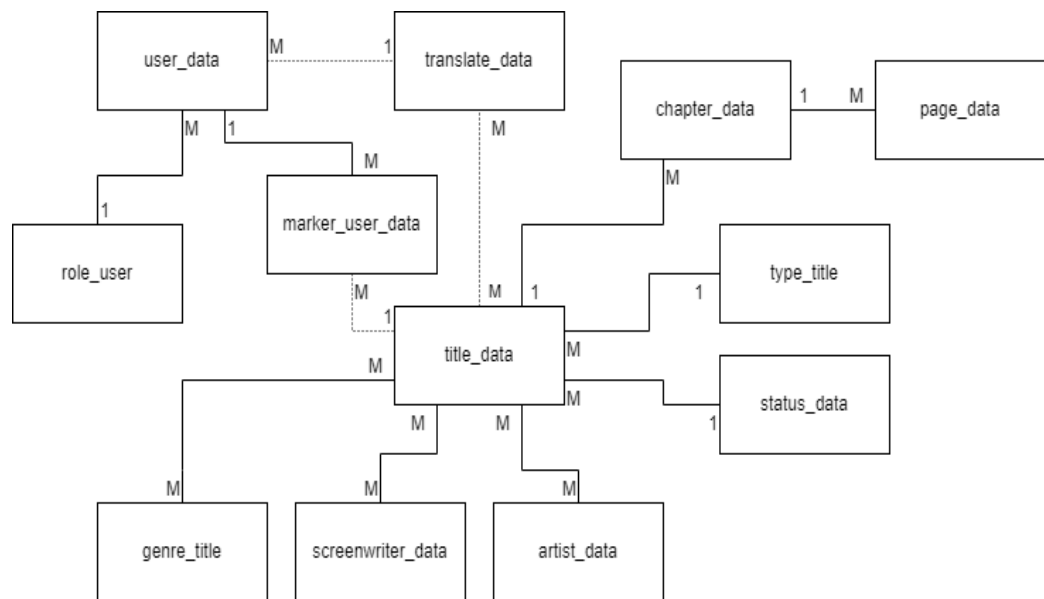 user_data
M
1
translate_data
chapter_data
1
M
page_data
M
1
M
M
M
1
role_user
marker_user_data
type_title
M
M
1
1
1
title_data
M
M
M
status_data
1
M
M
M
M
M
genre_title
screenwriter_data
artist_data